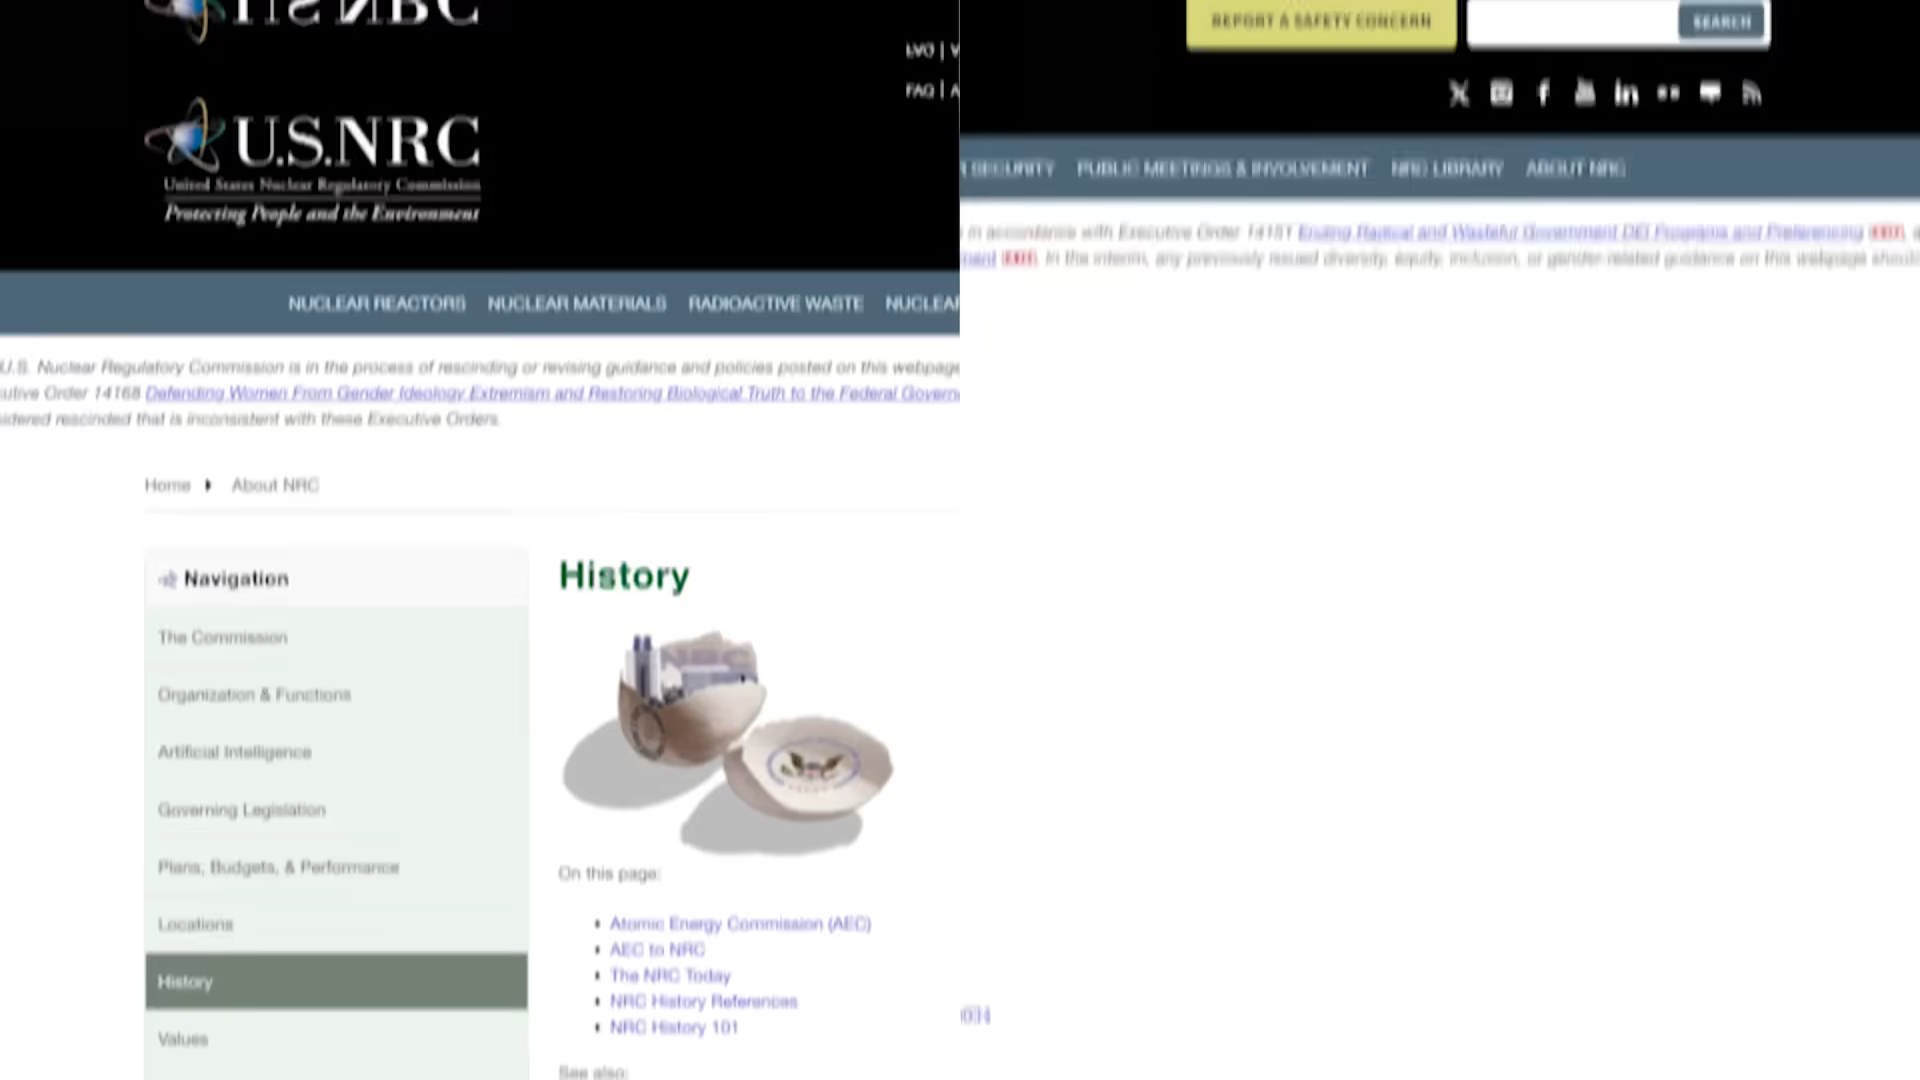 U.S.NRC
United States Nuclear Regulatory Commission
Protecting People and the Environment
FAQ |
NUCLEAR REACTORS NUCLEAR MATERIALS RADIOACTIVE WASTE NUCLEAR
U.S. Nuclear Regulatory Commission is in the process of rescinding or revising guidance and policies posted on this webpage
Order 14168 Defending Women From Gender Ideology Extremism and Restoring Biological Truth to the Federal
rescinded that is inconsistent with these Executive Orders.
Home About NRC
Navigation
The Commission
Organization & Functions
Artificial Intelligence
Governing Legislation
Plans, Budgets, & Performance
Locations
History
Values
History
On this page:
Atomic Energy Commission (AEC)
AEC to NRC
The NRC Today
NRC History References
NRC History 101
See also:
REPORT A SAFETY CONCERN
SEARCH
SECURITY PUBLIC MEETINGS & INVOLVEMENT NRC LIBRARY ABOUT NRC
in accordance with Executive Order 14151 Ending Radical and Wasteful Government DEI Programs and Preferencing EXIT,
EXIT. In the interim, any previously issued diversity, equity, inclusion, or gender-related guidance on this webpage